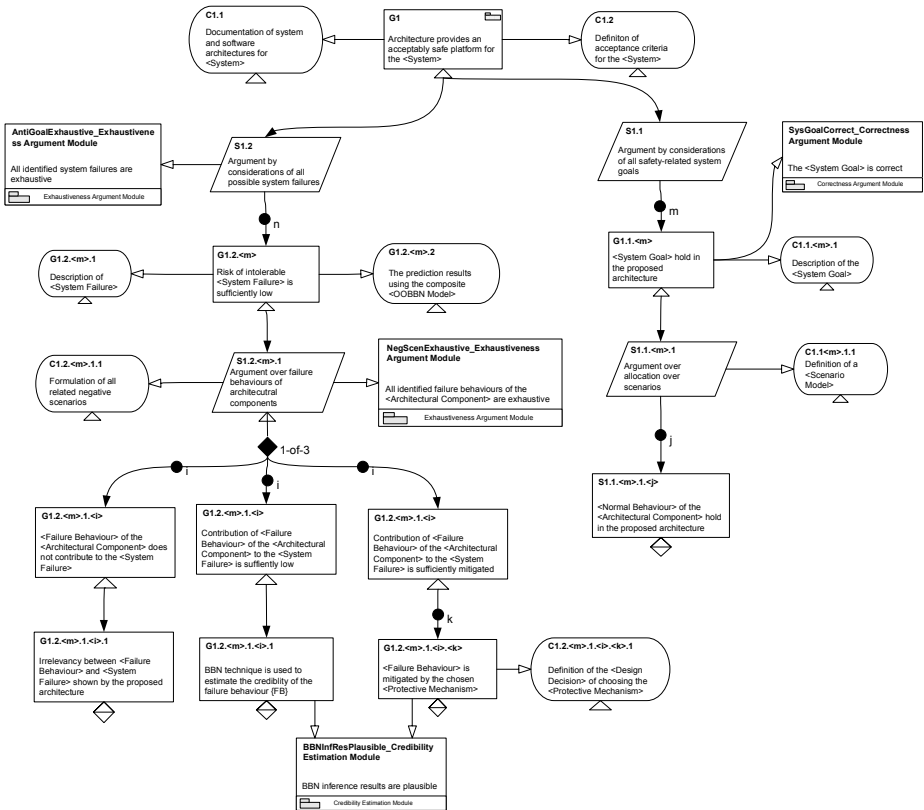 C1.1
Documentation of system
and software
architectures for
<System>
G1
Architecture provides an
acceptably safe platform for
the <System>
C1.2
Definiton of
acceptance criteria
for the <System>
AntiGoalExhaustive_Exhaustivene
ss Argument Module
All identified system failures are
exhaustive
Exhaustiveness Argument Module
S1.2
Argument by
considerations of all
possible system failures
S1.1
Argument by considerations
of all safety-related system
goals
SysGoalCorrect_Correctness
Argument Module
The <System Goal> is correct
Correctness Argument Module
n
m
G1.2.<m>.1
Description of
<System Failure>
G1.2.<m>
Risk of intolerable
<System Failure> is
sufficiently low
G1.2.<m>.2
The prediction results
using the composite
<OOBBN Model>
G1.1.<m>
<System Goal> hold in
the proposed
architecture
C1.1.<m>.1
Description of the
<System Goal>
C1.2.<m>.1.1
Formulation of all
related negative
scenarios
S1.2.<m>.1
Argument over failure
behaviours of
architecutral
components
NegScenExhaustive_Exhaustiveness
Argument Module
All identified failure behaviours of the
<Architectural Component> are exhaustive
Exhaustiveness Argument Module
S1.1.<m>.1
Argument over
allocation over
scenarios
C1.1<m>.1.1
Definition of a
<Scenario
Model>
1-of-3
i
i
i
j
G1.2.<m>.1.<i>
<Failure Behaviour> of the
<Architectural Component> does
not contribute to the <System
Failure>
G1.2.<m>.1.<i>
Contribution of <Failure
Behaviour> of the <Architectural
Component> to the <System
Failure> is suffiently low
G1.2.<m>.1.<i>
Contribution of <Failure
Behaviour> of the <Architectural
Component> to the <System
Failure> is sufficiently mitigated
S1.1.<m>.1.<j>
<Normal Behaviour> of the
<Architectural Component> hold
in the proposed architecture
k
G1.2.<m>.1.<i>.1
Irrelevancy between <Failure
Behaviour> and <System
Failure> shown by the proposed
architecture
G1.2.<m>.1.<i>.1
BBN technique is used to
estimate the credibility of the
failure behaviour {FB}
G1.2.<m>.1.<i>.<k>
<Failure Behaviour> is
mitigated by the chosen
<Protective Mechanism>
C1.2.<m>.1.<i>.<k>.1
Definition of the <Design
Decision> of choosing the
<Protective Mechanism>
BBNInfResPlausible_Credibility
Estimation Module
BBN inference results are plausible
Credibility Estimation Module